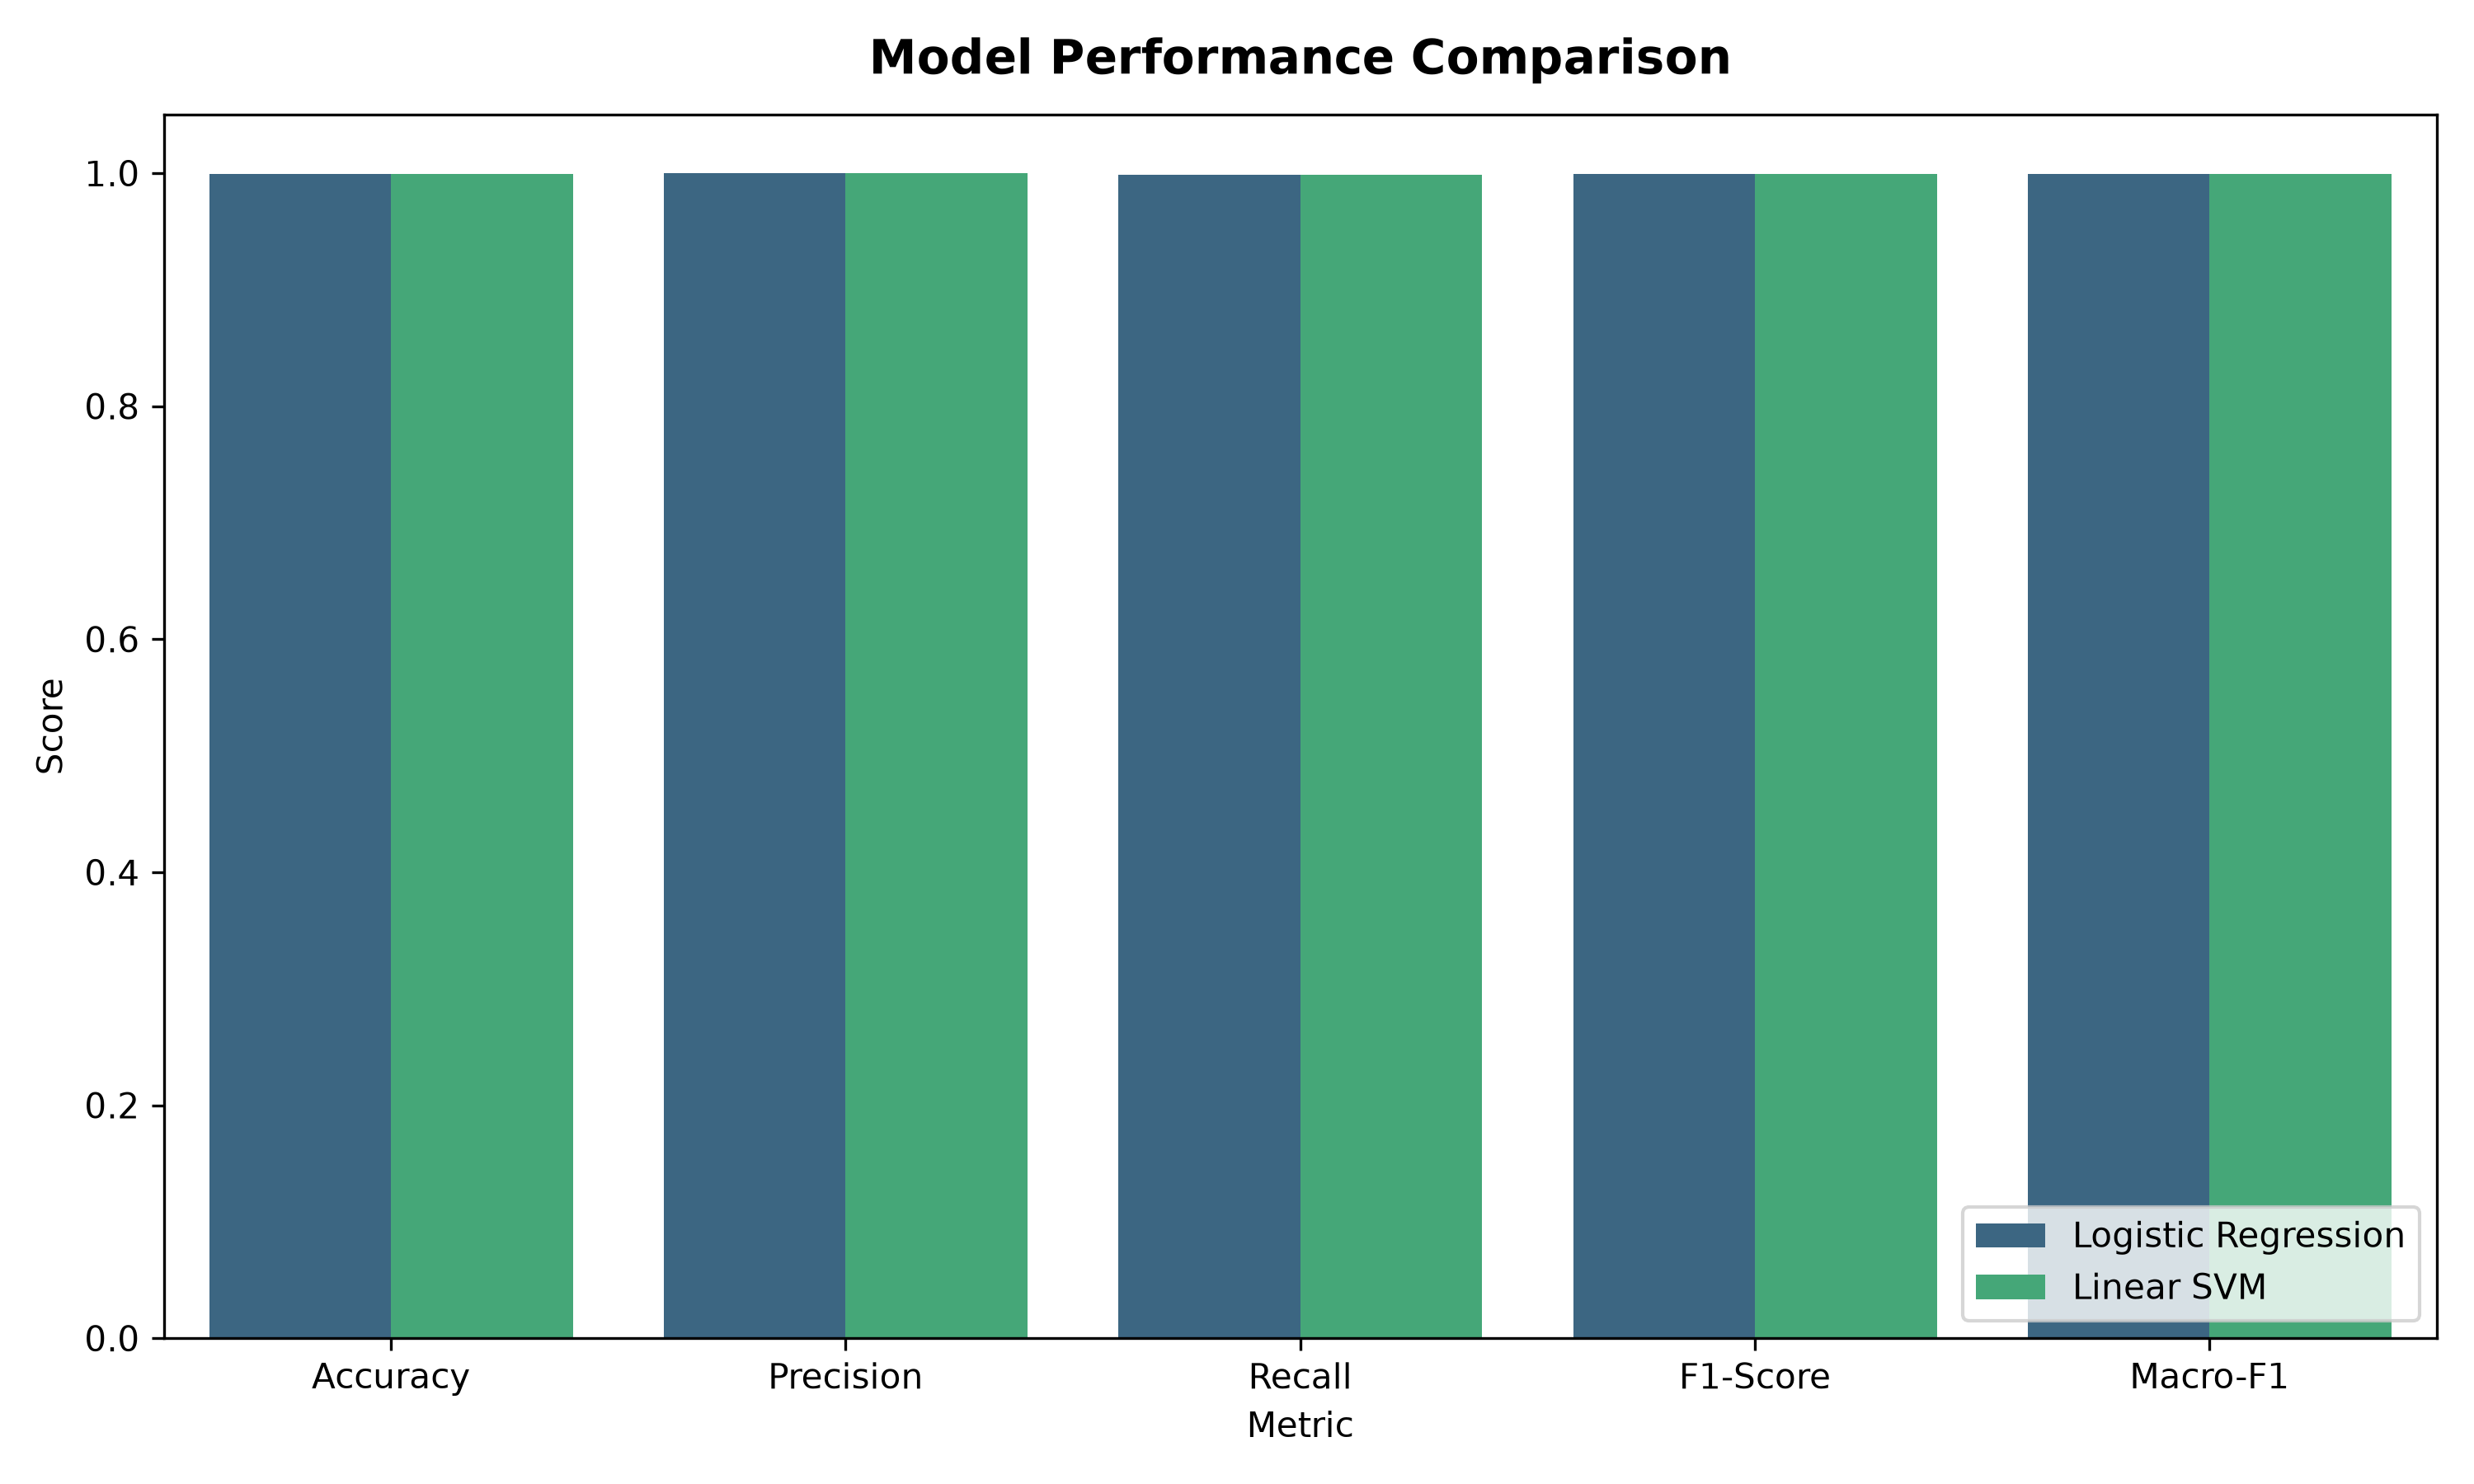 Model Performance Comparison
1.0
0.8
0.6
0.4
0.2
0.0
Score
Accuracy Precision Recall F1-Score Macro-F1
Metric
Logistic Regression
Linear SVM